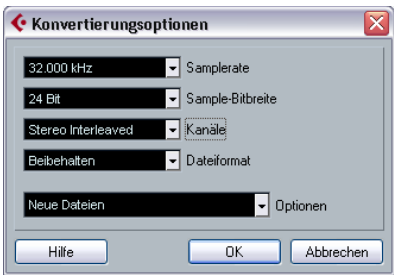 Konvertierungsoptionen
32.000 kHz Samplerate
24 Bit Sample-Bitbreite
Stereo Interleaved Kanäle
Beibehalten Dateiformat
Neue Dateien Optionen
Hilfe OK Abbrechen